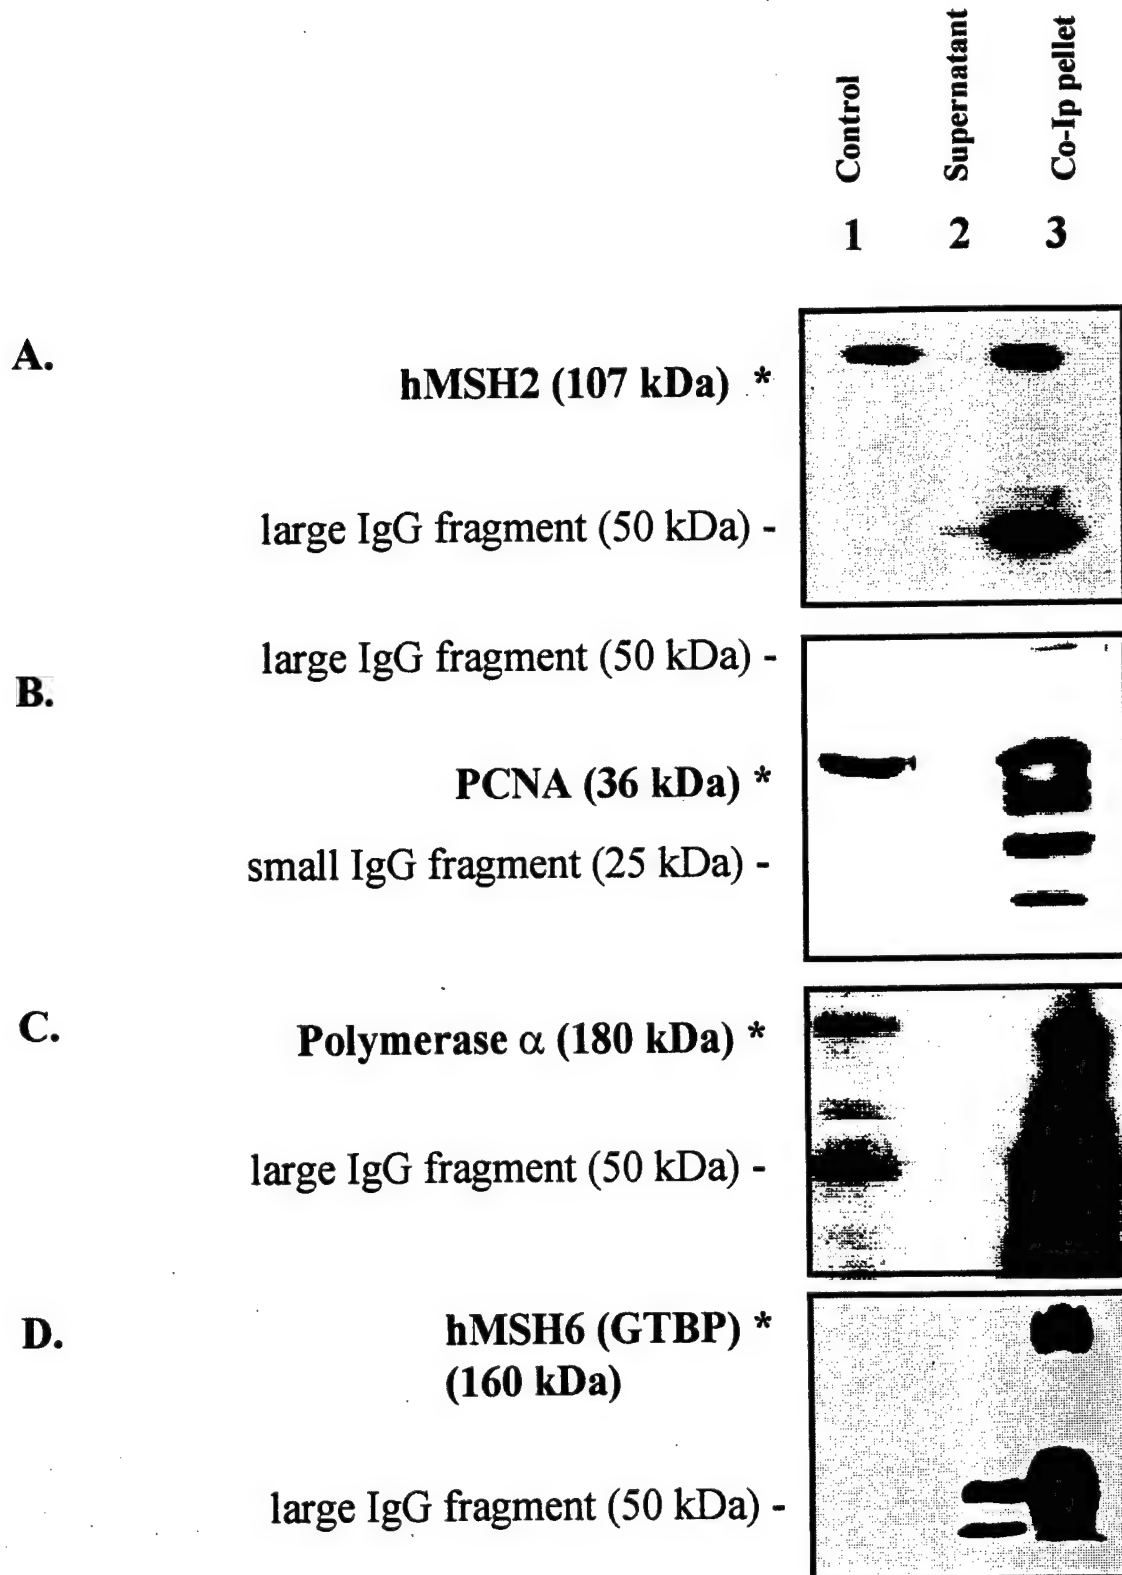 Control
Supernatant
Co-Ip pellet
1 2 3
A.
hMSH2 (107 kDa) *
large IgG fragment (50 kDa) -
large IgG fragment (50 kDa) -
B.
PCNA (36 kDa) *
small IgG fragment (25 kDa) -
C.
Polymerase α (180 kDa) *
large IgG fragment (50 kDa) -
D.
hMSH6 (GTBP) *
(160 kDa)
large IgG fragment (50 kDa) -